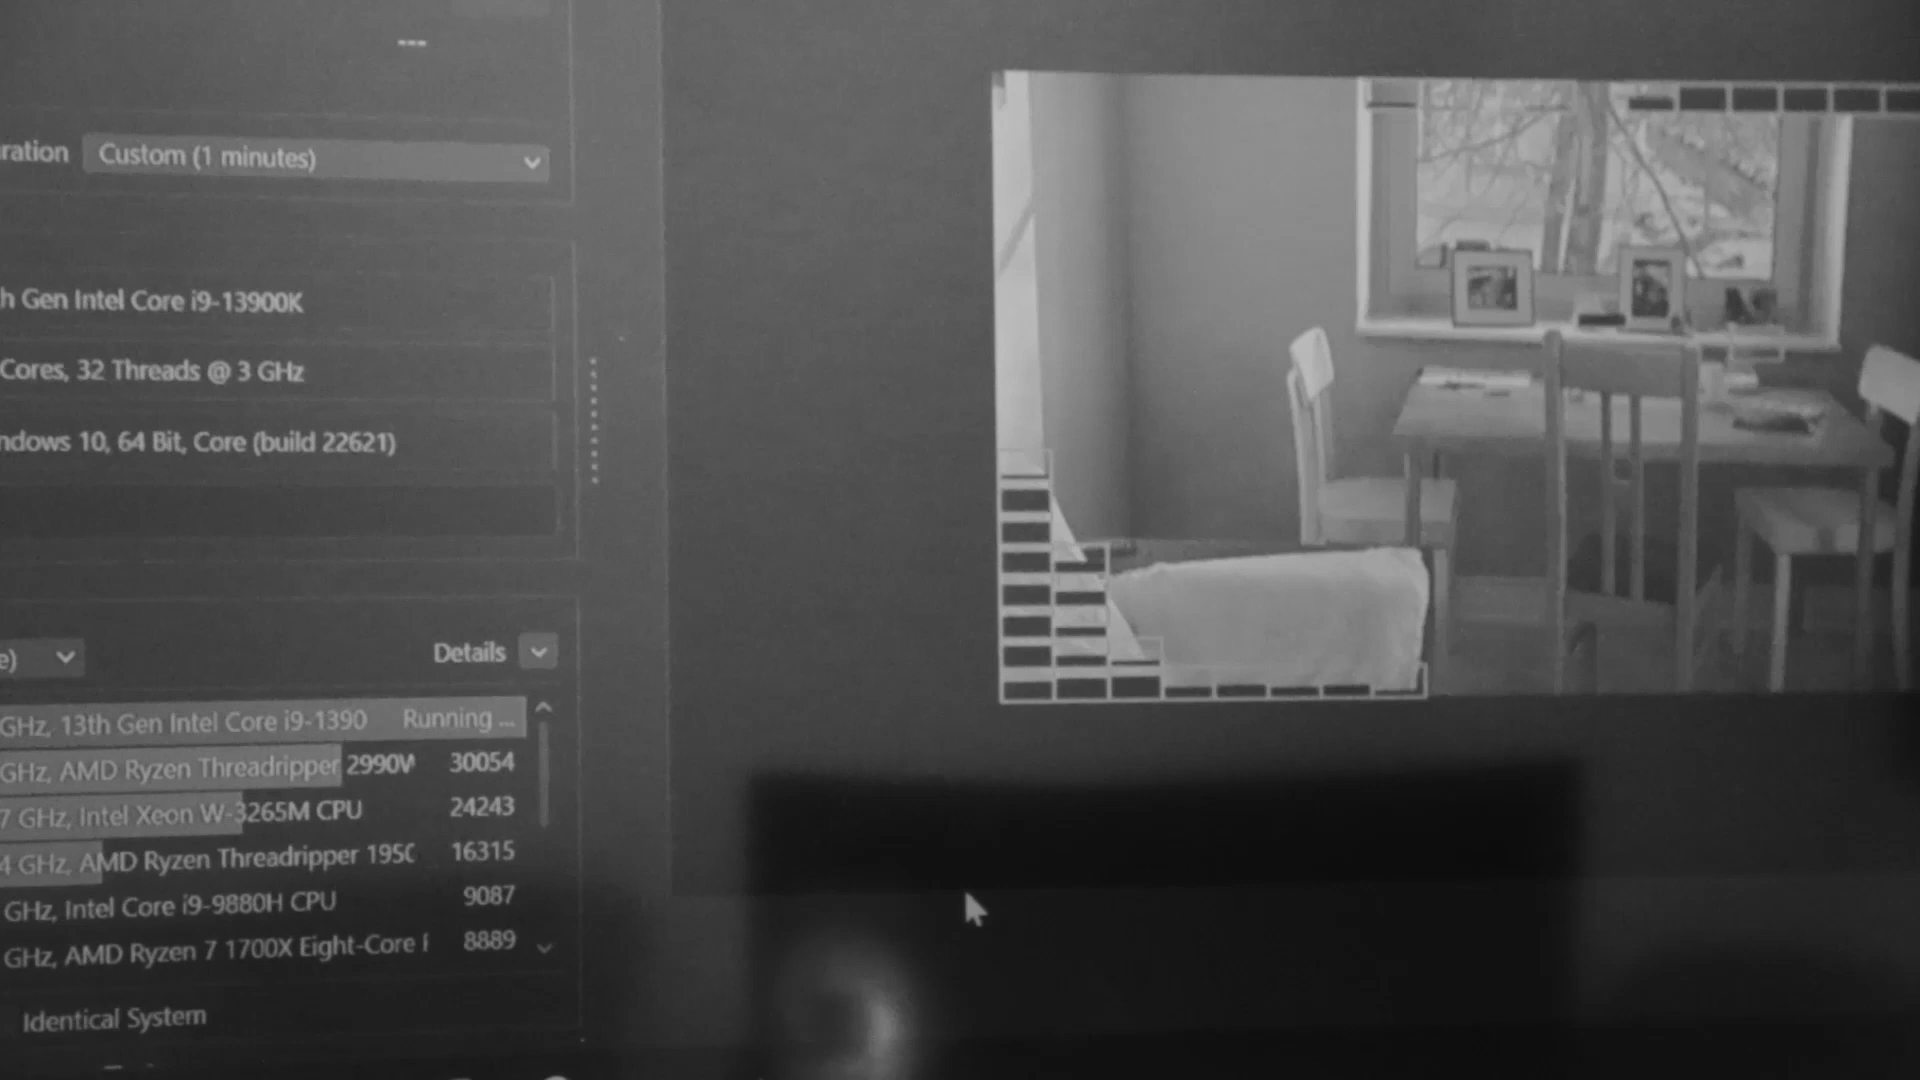 ---
ration Custom (1 minutes)
h Gen Intel Core i9-13900K
Cores, 32 Threads @ 3 GHz
ndows 10, 64 Bit, Core (build 22621)
e) Details
GHz, 13th Gen Intel Core i9-1390 Running ...
GHz, AMD Ryzen Threadripper 2990W 30054
7 GHz, Intel Xeon W-3265M CPU 24243
4 GHz, AMD Ryzen Threadripper 195 16315
GHz, Intel Core i9-9880H CPU 9087
GHz, AMD Ryzen 7 1700X Eight-Core 8889
Identical System